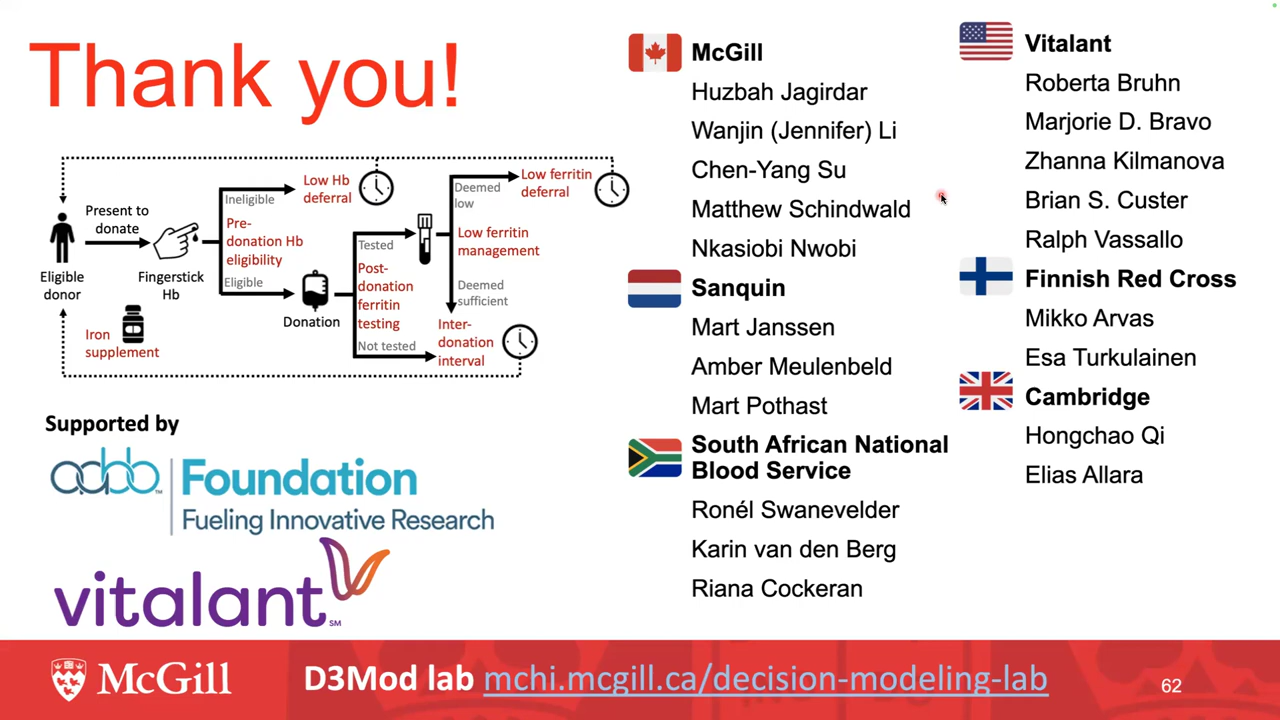 Thank you!
Present to
donate
Eligible
donor
Fingerstick
Hb
Iron
supplement
Ineligible
Low Hb
deferral
Pre-
donation Hb
eligibility
Eligible
Donation
Tested
Post-
donation
ferritin
testing
Not tested
Deemed
low
Low ferritin
deferral
Low ferritin
management
Deemed
sufficient
Inter-
donation
interval
Supported by
aabb™
Foundation
Fueling Innovative Research
vitalant℠
McGill
Huzbah Jagirdar
Wanjin (Jennifer) Li
Chen-Yang Su
Matthew Schindwald
Nkasiobi Nwobi
Sanquin
Mart Janssen
Amber Meulenbeld
Mart Pothast
South African National
Blood Service
Ronél Swanevelder
Karin van den Berg
Riana Cockeran
Vitalant
Roberta Bruhn
Marjorie D. Bravo
Zhanna Kilmanova
Brian S. Custer
Ralph Vassallo
Finnish Red Cross
Mikko Arvas
Esa Turkulainen
Cambridge
Hongchao Qi
Elias Allara
McGill
D3Mod lab mchi.mcgill.ca/decision-modeling-lab
62